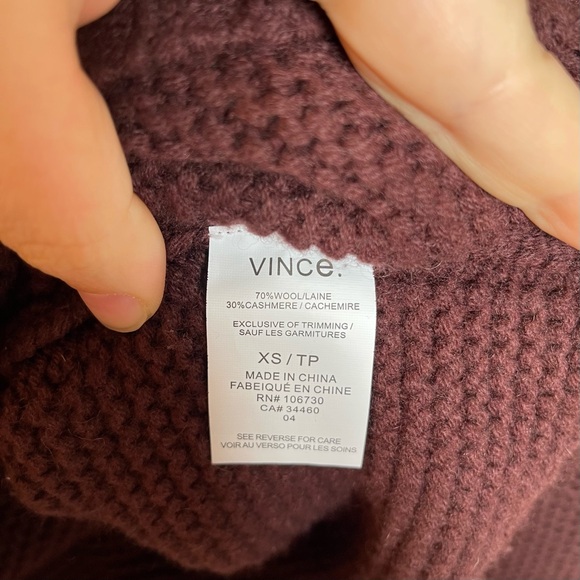 VINCe.
70%WOOL/LAINE
30%CASHMERE / CACHEMIRE
EXCLUSIVE OF TRIMMING /
SAUF LES GARMITURES
XS / TP
MADE IN CHINA
FABEIQUÉ EN CHINE
RN# 106730
CA# 34460
04
SEE REVERSE FOR CARE
VOIR AU VERSO POUR LES SOINS